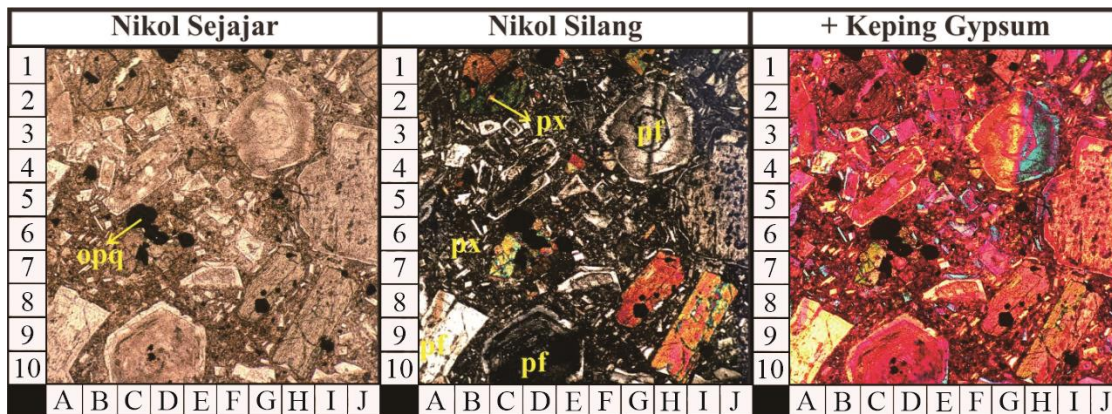 Nikol Sejajar Nikol Silang + Keping Gypsum
1 1 1
2 2 2
3 3 3
4 4 4
5 5 5
6 6 6
7 7 7
8 8 8
9 9 9
10 10 10
px
pf
opq
px
pf
pf
A B C D E F G H I J A B C D E F G H I J A B C D E F G H I J